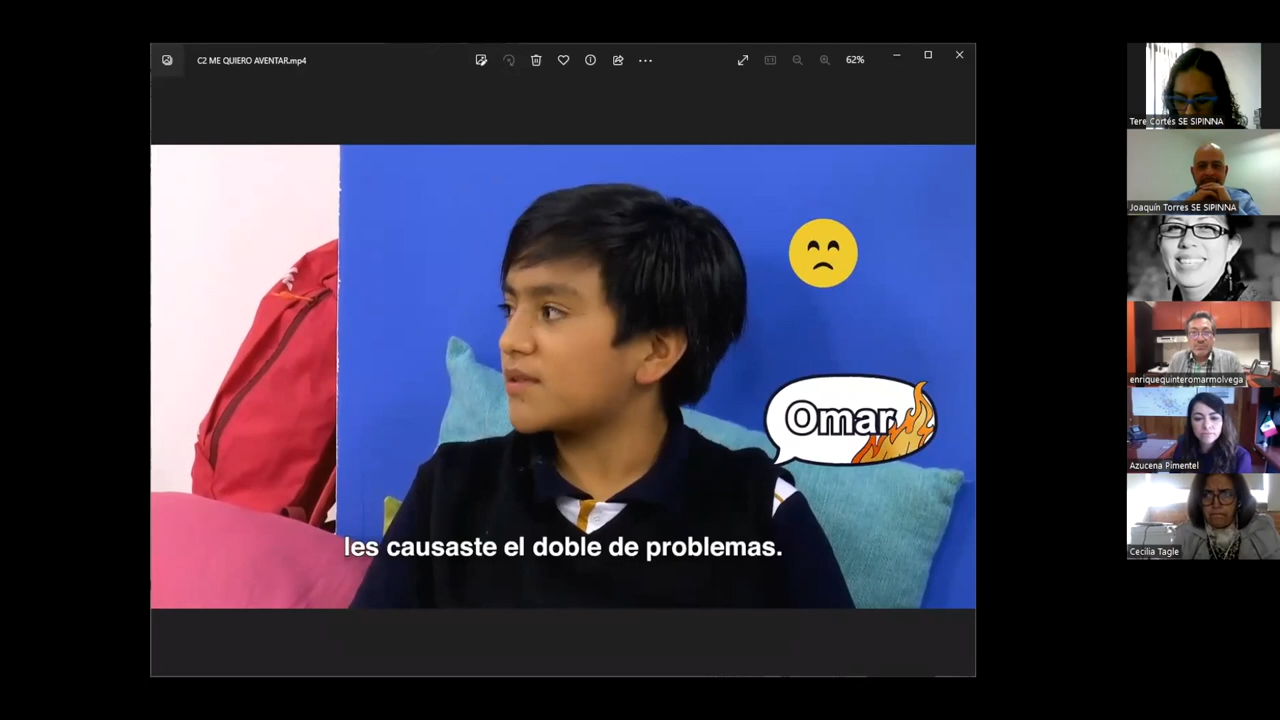 C2 ME QUIERO AVENTAR.mp4
62%
Omar
les causaste el doble de problemas.
Tere Cortés SE SIPINNA
Joaquín Torres SE SIPINNA
enriquequinteromarmolvega
Azucena Pimentel
Cecilia Tagle